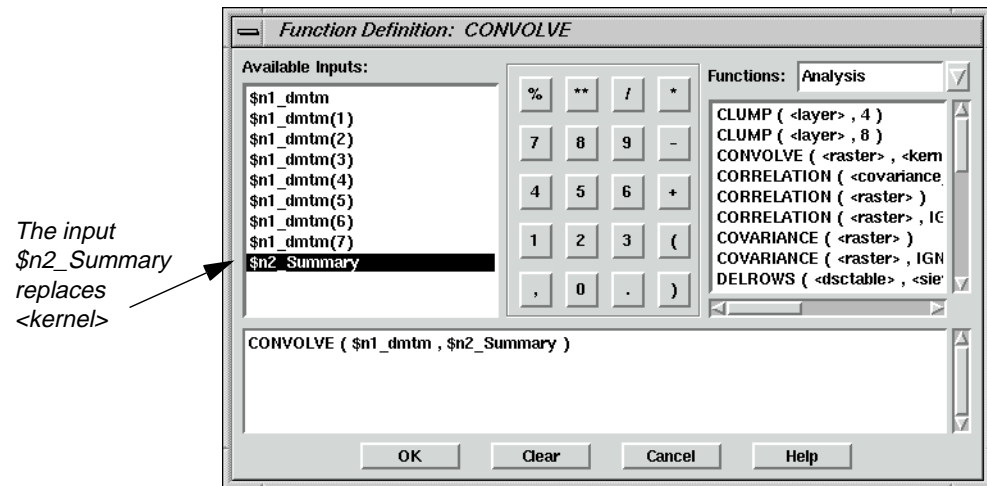 Function Definition: CONVOLVE
Available Inputs:
$n1_dmtm
$n1_dmtm(1)
$n1_dmtm(2)
$n1_dmtm(3)
$n1_dmtm(4)
$n1_dmtm(5)
$n1_dmtm(6)
$n1_dmtm(7)
$n2_Summary
% ** / *
7 8 9 -
4 5 6 +
1 2 3 (
, 0 . )
Functions: Analysis
CLUMP ( <layer> , 4 )
CLUMP ( <layer> , 8 )
CONVOLVE ( <raster> , <kern
CORRELATION ( <covariance_
CORRELATION ( <raster> )
CORRELATION ( <raster> , IG
COVARIANCE ( <raster> )
COVARIANCE ( <raster> , IGN
DELROWS ( <dsctable> , <sie
The input
$n2_Summary
replaces
<kernel>
CONVOLVE ( $n1_dmtm , $n2_Summary )
OK Clear Cancel Help